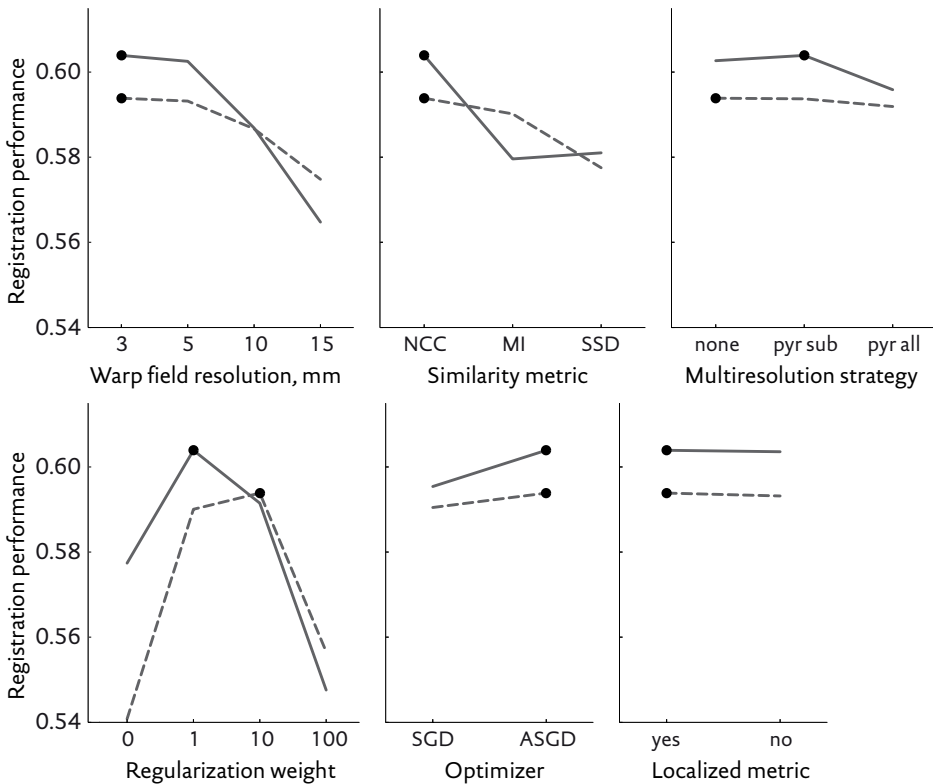 Registration performance
0.60
0.58
0.56
0.54
3 5 10 15
Warp field resolution, mm
NCC MI SSD
Similarity metric
none pyr sub pyr all
Multiresolution strategy
Registration performance
0.60
0.58
0.56
0.54
0 1 10 100
Regularization weight
SGD ASGD
Optimizer
yes no
Localized metric